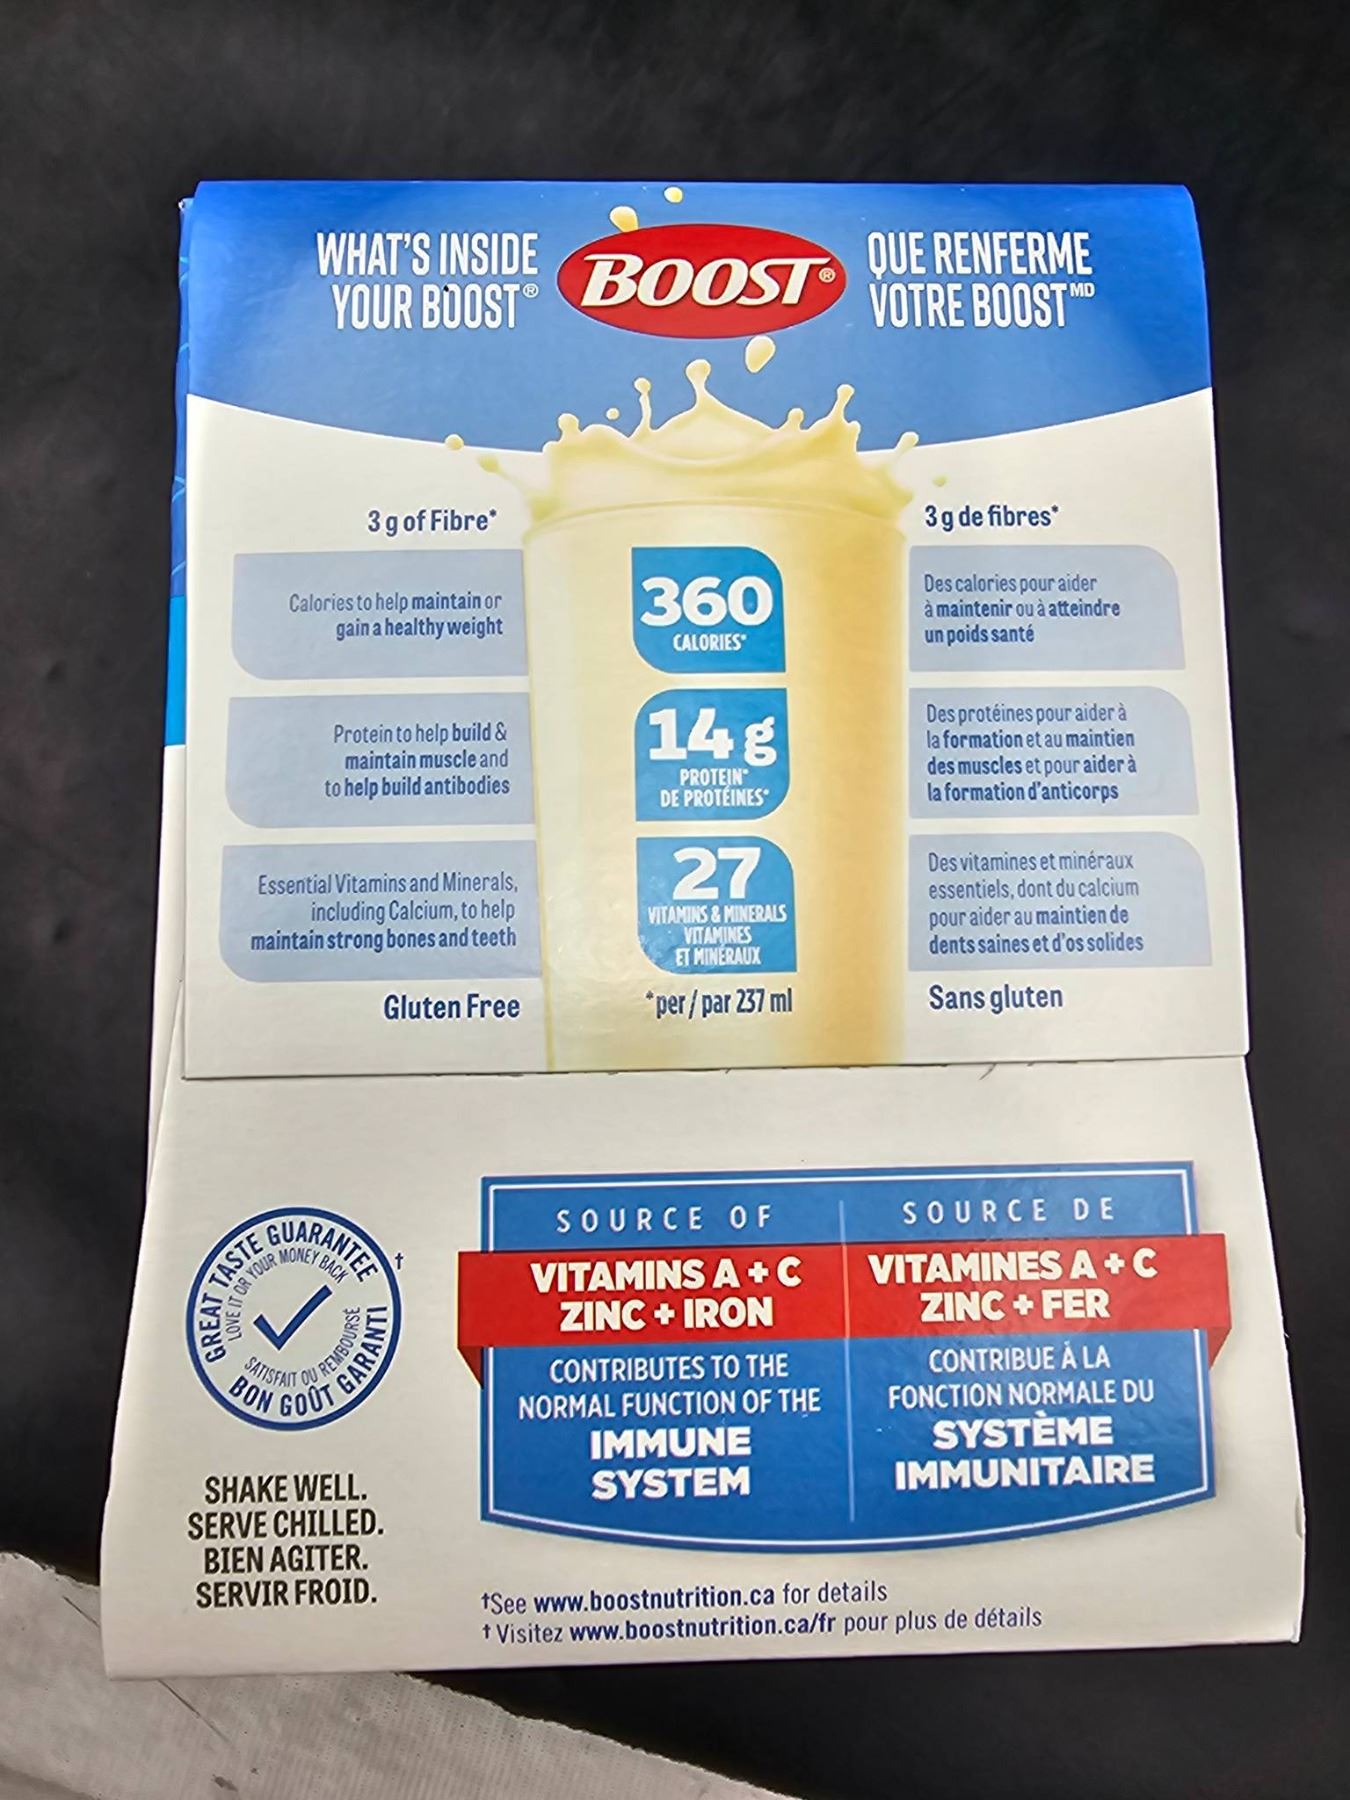 WHAT'S INSIDE
YOUR BOOST®
BOOST®
QUE RENFERME
VOTRE BOOST MD
3 g of Fibre*
Calories to help maintain or
gain a healthy weight
Protein to help build &
maintain muscle and
to help build antibodies
Essential Vitamins and Minerals,
including Calcium, to help
maintain strong bones and teeth
Gluten Free
360
CALORIES*
14 g
PROTEIN*
DE PROTÉINES*
27
VITAMINS & MINERALS
VITAMINES
ET MINÉRAUX
*per / par 237 ml
3 g de fibres*
Des calories pour aider
à maintenir ou à atteindre
un poids santé
Des protéines pour aider à
la formation et au maintien
des muscles et pour aider à
la formation d'anticorps
Des vitamines et minéraux
essentiels, dont du calcium
pour aider au maintien de
dents saines et d'os solides
Sans gluten
GREAT TASTE GUARANTEE †
LOVE IT OR YOUR MONEY BACK
SATISFAIT OU REMBOURSÉ
BON GOÛT GARANTI
SHAKE WELL.
SERVE CHILLED.
BIEN AGITER.
SERVIR FROID.
SOURCE OF
VITAMINS A + C
ZINC + IRON
CONTRIBUTES TO THE
NORMAL FUNCTION OF THE
IMMUNE
SYSTEM
SOURCE DE
VITAMINES A + C
ZINC + FER
CONTRIBUE À LA
FONCTION NORMALE DU
SYSTÈME
IMMUNITAIRE
†See www.boostnutrition.ca for details
† Visitez www.boostnutrition.ca/fr pour plus de détails